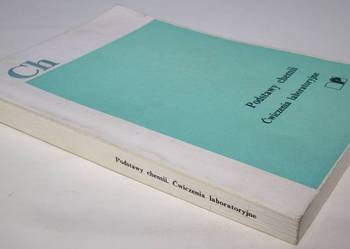 Ch
Podstawy chemii
Ćwiczenia laboratoryjne
Podstawy chemii. Ćwiczenia laboratoryjne